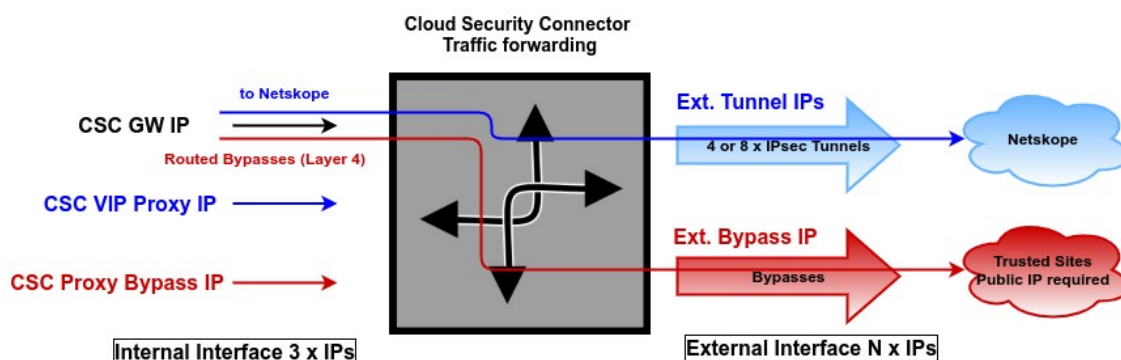 Cloud Security Connector
Traffic forwarding
to Netskope
CSC GW IP
Routed Bypasses (Layer 4)
CSC VIP Proxy IP
CSC Proxy Bypass IP
Internal Interface 3 x IPs
Ext. Tunnel IPs
4 or 8 x IPsec Tunnels
Netskope
Ext. Bypass IP
Bypasses
Trusted Sites
Public IP required
External Interface N x IPs